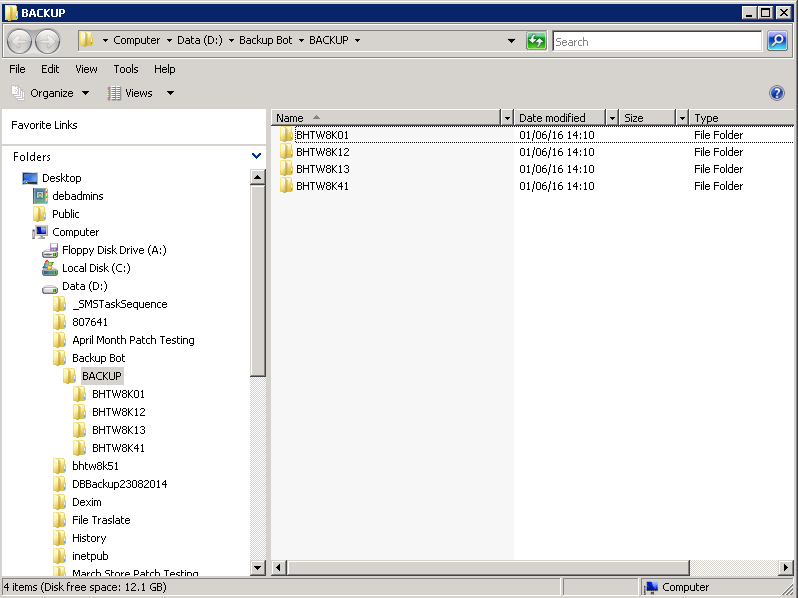 BACKUP
Computer Data (D:) Backup Bot BACKUP Search
File Edit View Tools Help
Organize Views
Favorite Links
Folders
Desktop
debadmins
Public
Computer
Floppy Disk Drive (A:)
Local Disk (C:)
Data (D:)
_SMSTaskSequence
807641
April Month Patch Testing
Backup Bot
BACKUP
BHTW8K01
BHTW8K12
BHTW8K13
BHTW8K41
bhtw8k51
DBBackup23082014
Dexim
File Traslate
History
inetpub
March Store Patch Testing
Name Date modified Size Type
BHTW8K01 01/06/16 14:10 File Folder
BHTW8K12 01/06/16 14:10 File Folder
BHTW8K13 01/06/16 14:10 File Folder
BHTW8K41 01/06/16 14:10 File Folder
4 items (Disk free space: 12.1 GB) Computer